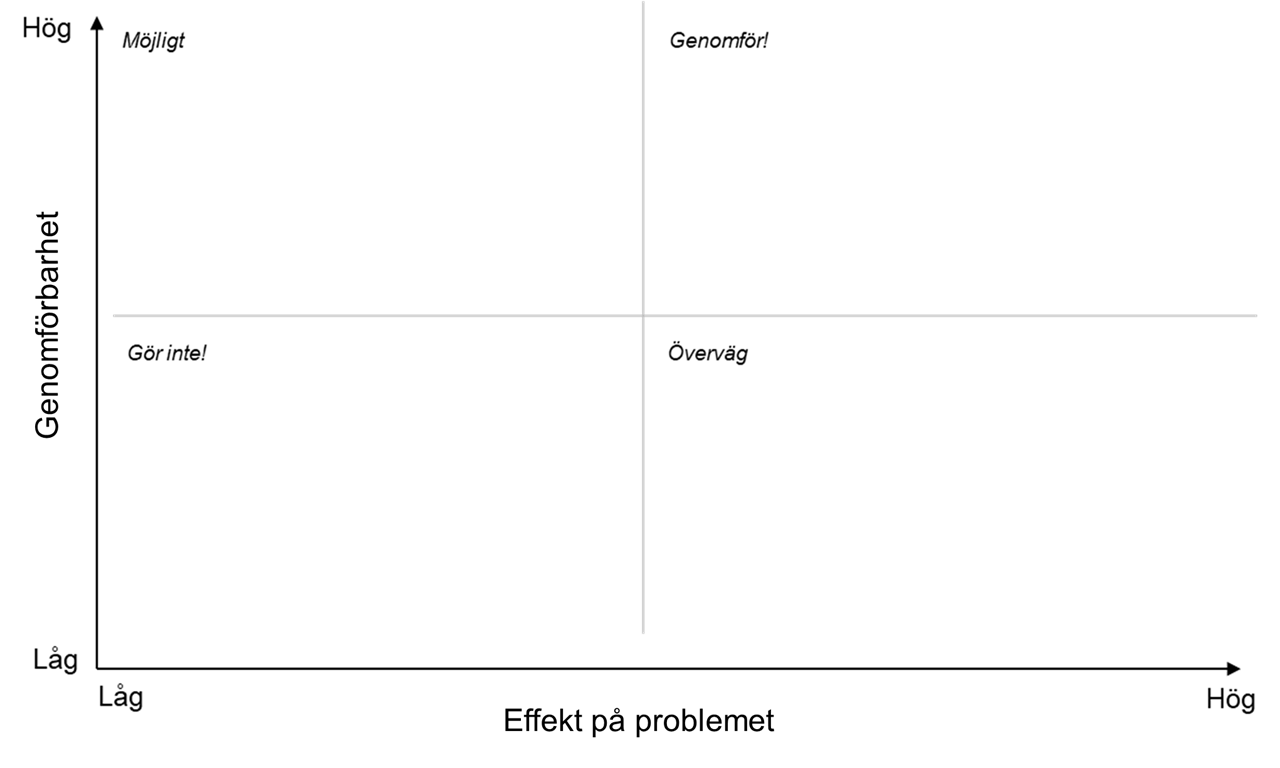 Hög
Möjligt
Genomför!
Genomförbarhet
Gör inte!
Överväg
Låg
Låg
Hög
Effekt på problemet